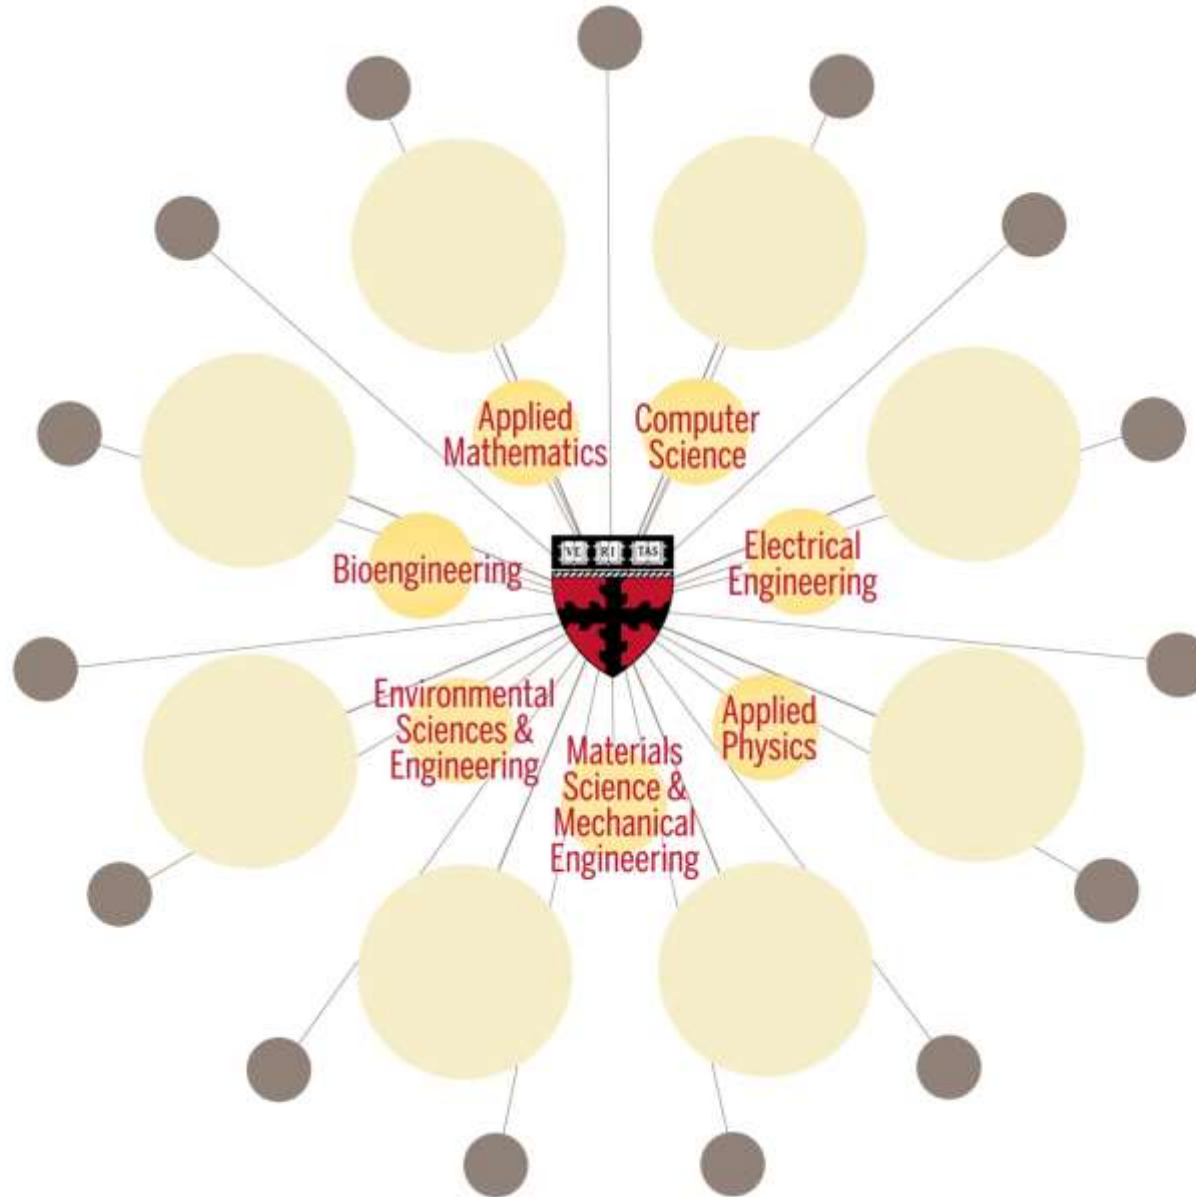 Applied
Mathematics
Computer
Science
VE RI TAS
Bioengineering
Electrical
Engineering
Environmental
Sciences &
Engineering
Materials
Science &
Mechanical
Engineering
Applied
Physics